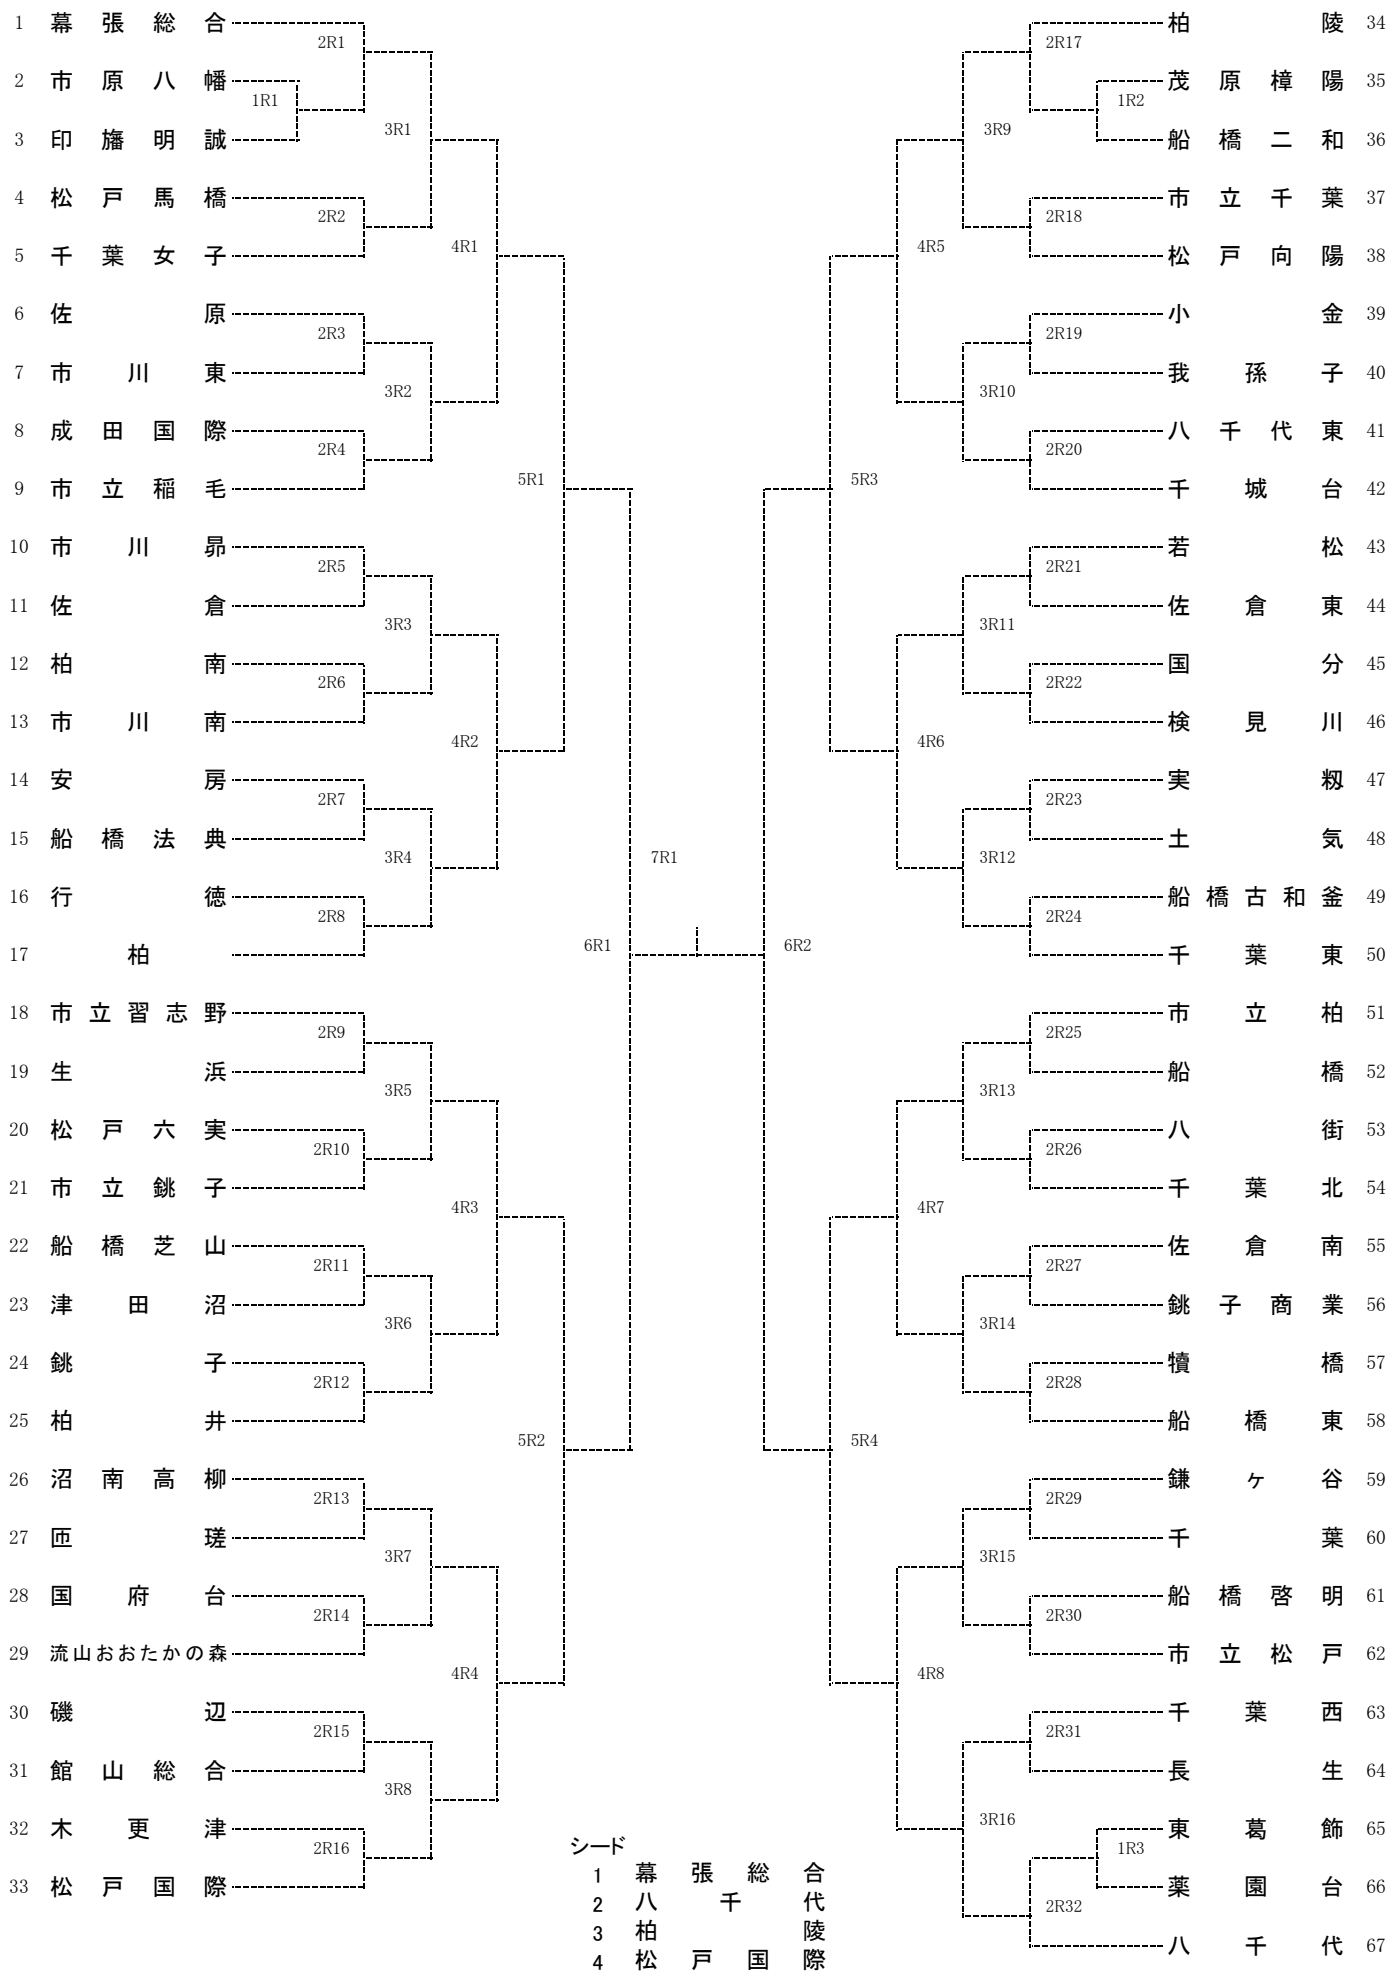 1 幕張総合
2 市原八幡
3 印旛明誠
4 松戸馬橋
5 千葉女子
6 佐原
7 市川東
8 成田国際
9 市立稲毛
10 市川昴
11 佐倉
12 柏南
13 市川南
14 安房
15 船橋法典
16 行徳
17 柏
18 市立習志野
19 生浜
20 松戸六実
21 市立銚子
22 船橋芝山
23 津田沼
24 銚子
25 柏井
26 沼南高柳
27 匝瑳
28 国府台
29 流山おおたかの森
30 磯辺
31 館山総合
32 木更津
33 松戸国際
1R1
2R1
2R2
2R3
2R4
2R5
2R6
2R7
2R8
2R9
2R10
2R11
2R12
2R13
2R14
2R15
2R16
3R1
3R2
3R3
3R4
3R5
3R6
3R7
3R8
4R1
4R2
4R3
4R4
5R1
5R2
6R1
7R1
6R2
5R3
5R4
4R5
4R6
4R7
4R8
3R9
3R10
3R11
3R12
3R13
3R14
3R15
3R16
2R17
2R18
2R19
2R20
2R21
2R22
2R23
2R24
2R25
2R26
2R27
2R28
2R29
2R30
2R31
2R32
1R2
1R3
柏陵 34
茂原樟陽 35
船橋二和 36
市立千葉 37
松戸向陽 38
小金 39
我孫子 40
八千代東 41
千城台 42
若松 43
佐倉東 44
国分 45
検見川 46
実籾 47
土気 48
船橋古和釜 49
千葉東 50
市立柏 51
船橋 52
八街 53
千葉北 54
佐倉南 55
銚子商業 56
犢橋 57
船橋東 58
鎌ヶ谷 59
千葉 60
船橋啓明 61
市立松戸 62
千葉西 63
長生 64
東葛飾 65
薬園台 66
八千代 67
シード
1 幕張総合
2 八千代
3 柏陵
4 松戸国際